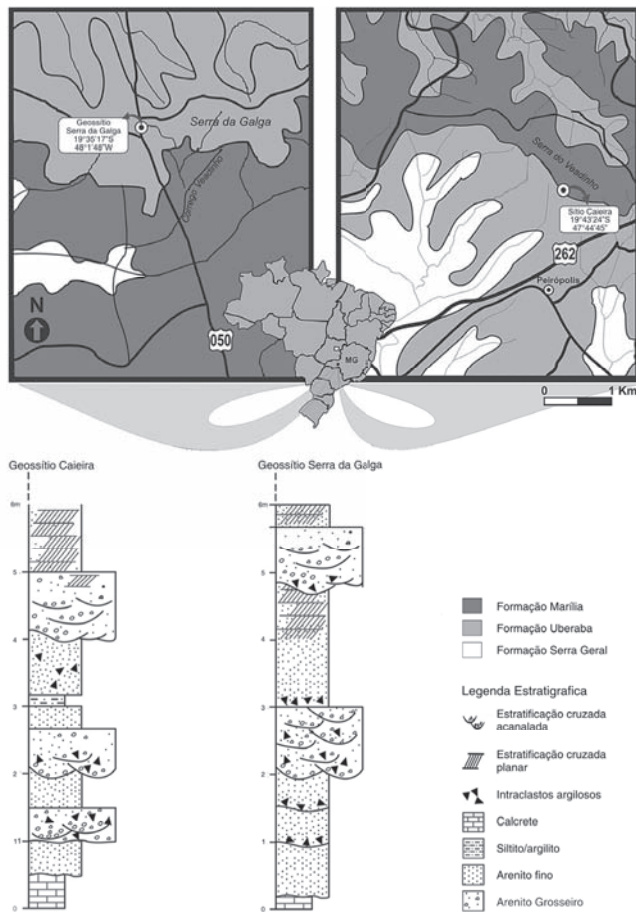 Geossítio
Serra da Galga
19°35'17"S
48°1'48"W
Serra da Galga
Córrego Veadinho
N
050
MG
Serra do Veadinho
Sítio Caieira
19°43'24"S
47°44'45"
262
Peirópolis
0 1 Km
Geossítio Caieira
6m
5
4
3
2
11
0
Geossítio Serra da Galga
6m
5
4
3
2
1
0
Formação Marília
Formação Uberaba
Formação Serra Geral
Legenda Estratigrafica
Estratificação cruzada
acanalada
Estratificação cruzada
planar
Intraclastos argilosos
Calcrete
Siltito/argilito
Arenito fino
Arenito Grosseiro